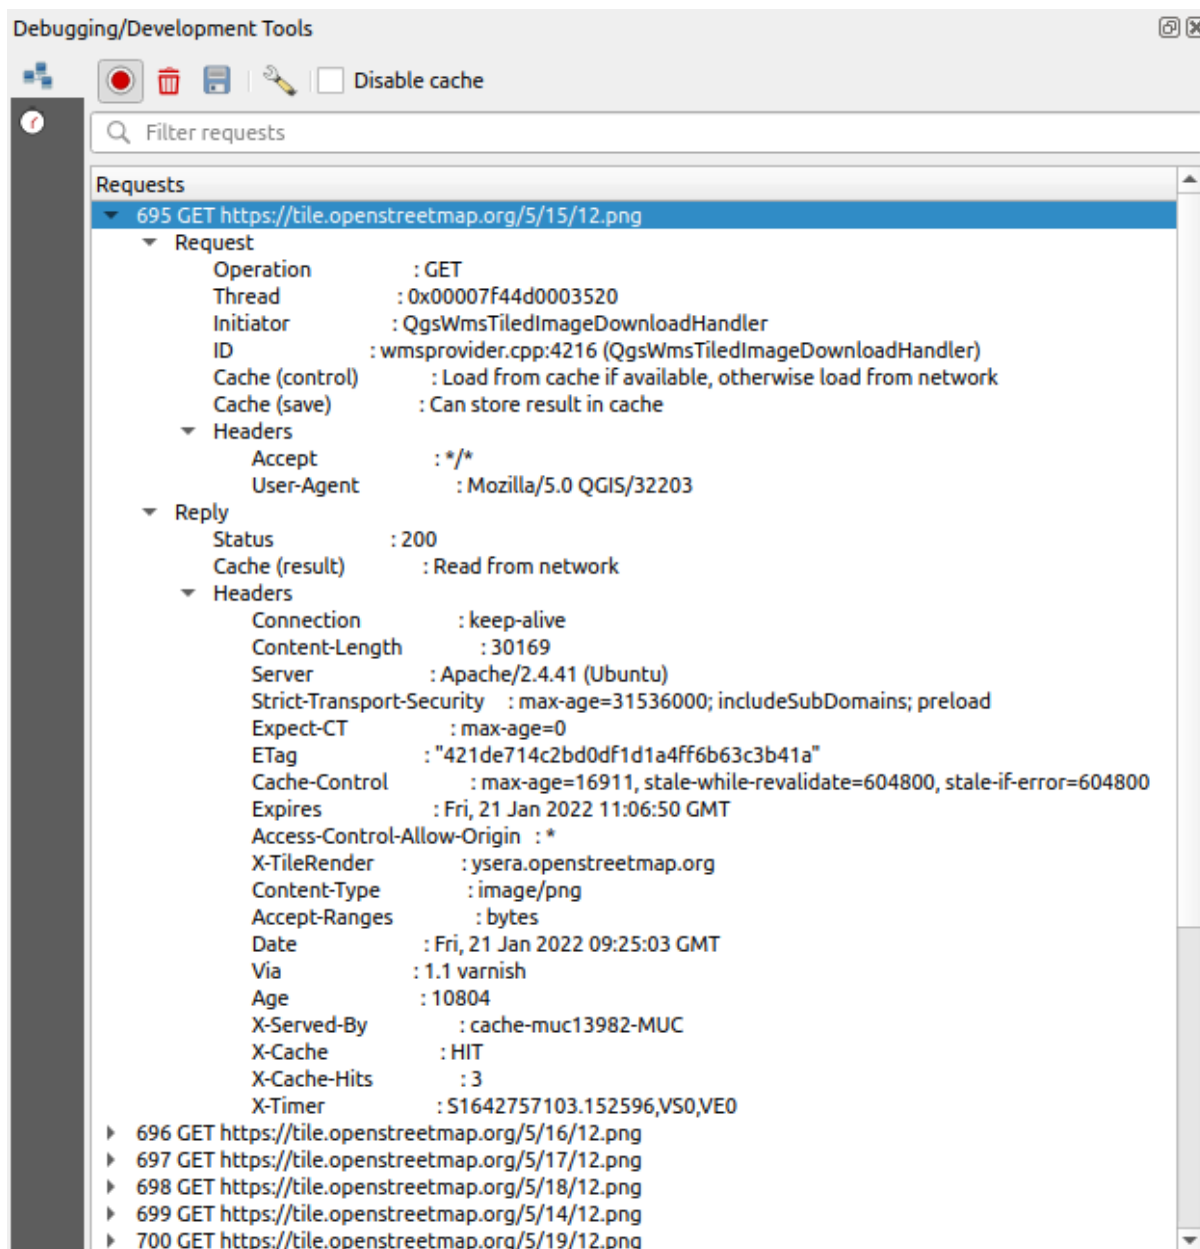 Debugging/Development Tools
Disable cache
Filter requests
Requests
695 GET https://tile.openstreetmap.org/5/15/12.png
Request
Operation : GET
Thread : 0x00007f44d0003520
Initiator : QgsWmsTiledImageDownloadHandler
ID : wmsprovider.cpp:4216 (QgsWmsTiledImageDownloadHandler)
Cache (control) : Load from cache if available, otherwise load from network
Cache (save) : Can store result in cache
Headers
Accept : */*
User-Agent : Mozilla/5.0 QGIS/32203
Reply
Status : 200
Cache (result) : Read from network
Headers
Connection : keep-alive
Content-Length : 30169
Server : Apache/2.4.41 (Ubuntu)
Strict-Transport-Security : max-age=31536000; includeSubDomains; preload
Expect-CT : max-age=0
ETag : "421de714c2bd0df1d1a4ff6b63c3b41a"
Cache-Control : max-age=16911, stale-while-revalidate=604800, stale-if-error=604800
Expires : Fri, 21 Jan 2022 11:06:50 GMT
Access-Control-Allow-Origin : *
X-TileRender : ysera.openstreetmap.org
Content-Type : image/png
Accept-Ranges : bytes
Date : Fri, 21 Jan 2022 09:25:03 GMT
Via : 1.1 varnish
Age : 10804
X-Served-By : cache-muc13982-MUC
X-Cache : HIT
X-Cache-Hits : 3
X-Timer : S1642757103.152596,VS0,VE0
696 GET https://tile.openstreetmap.org/5/16/12.png
697 GET https://tile.openstreetmap.org/5/17/12.png
698 GET https://tile.openstreetmap.org/5/18/12.png
699 GET https://tile.openstreetmap.org/5/14/12.png
700 GET https://tile.openstreetmap.org/5/19/12.png